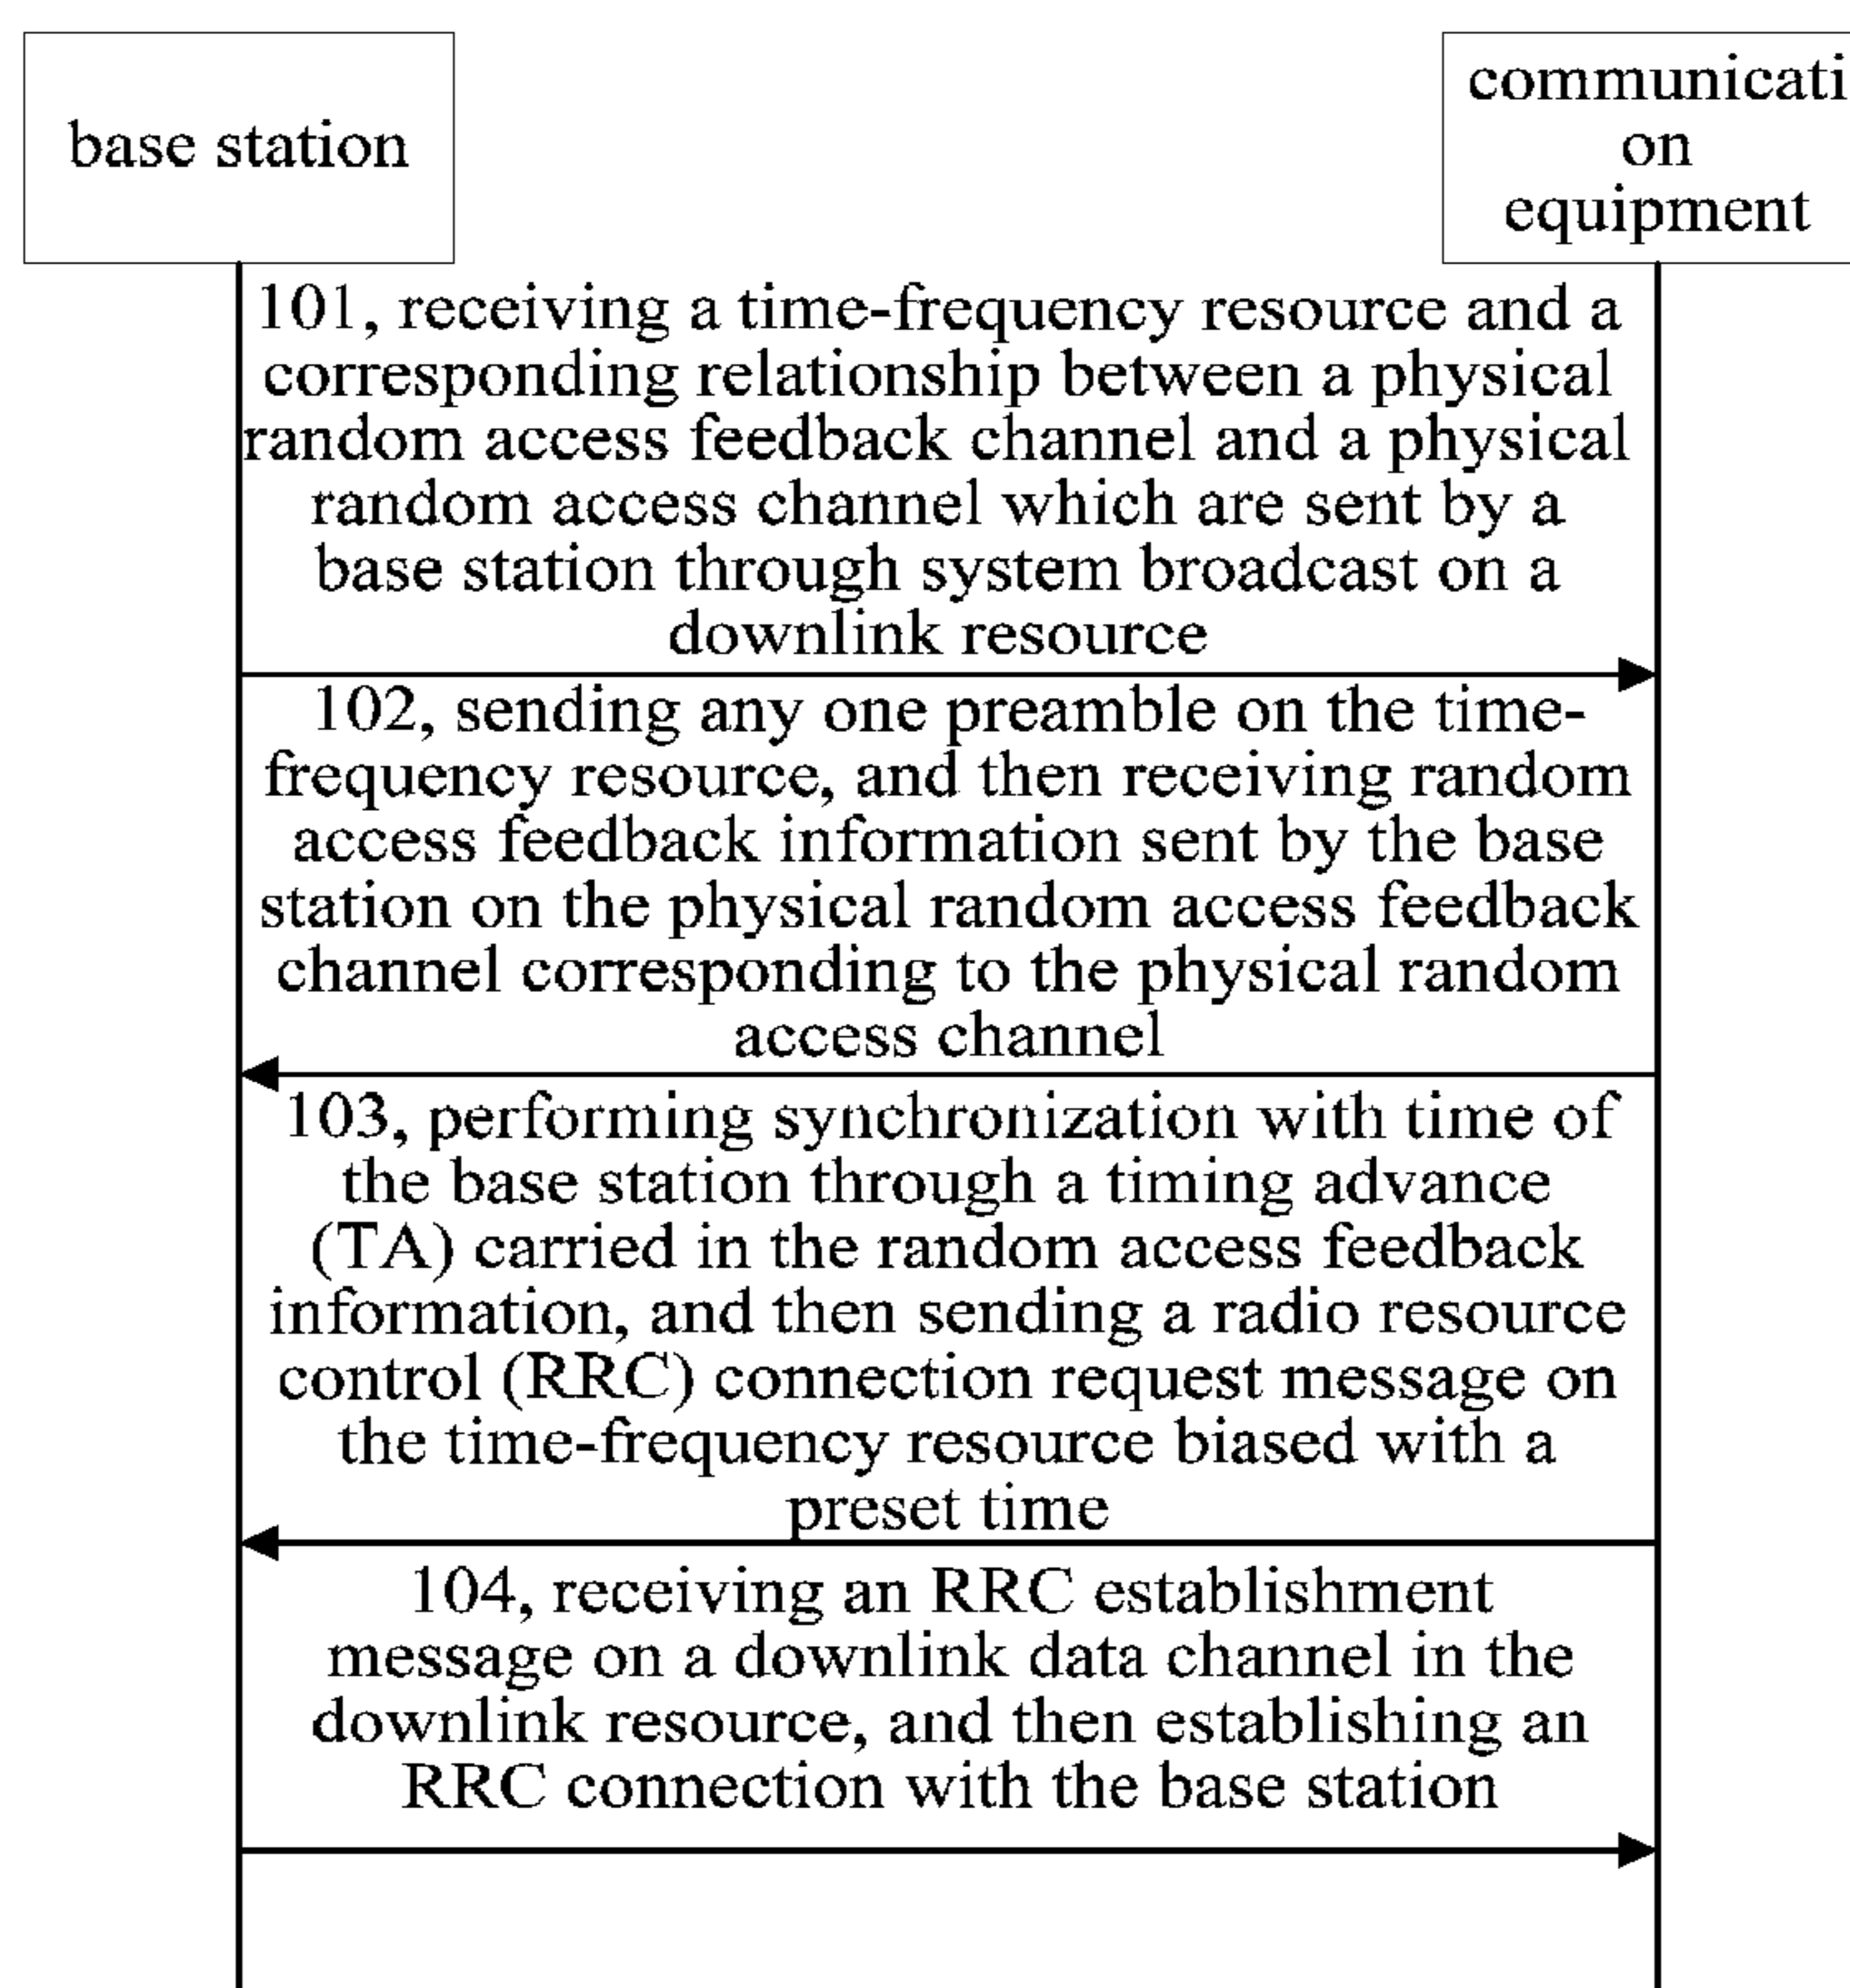 base station
communicati
on
equipment
101, receiving a time-frequency resource and a
corresponding relationship between a physical
random access feedback channel and a physical
random access channel which are sent by a
base station through system broadcast on a
downlink resource
102, sending any one preamble on the time-
frequency resource, and then receiving random
access feedback information sent by the base
station on the physical random access feedback
channel corresponding to the physical random
access channel
103, performing synchronization with time of
the base station through a timing advance
(TA) carried in the random access feedback
information, and then sending a radio resource
control (RRC) connection request message on
the time-frequency resource biased with a
preset time
104, receiving an RRC establishment
message on a downlink data channel in the
downlink resource, and then establishing an
RRC connection with the base station